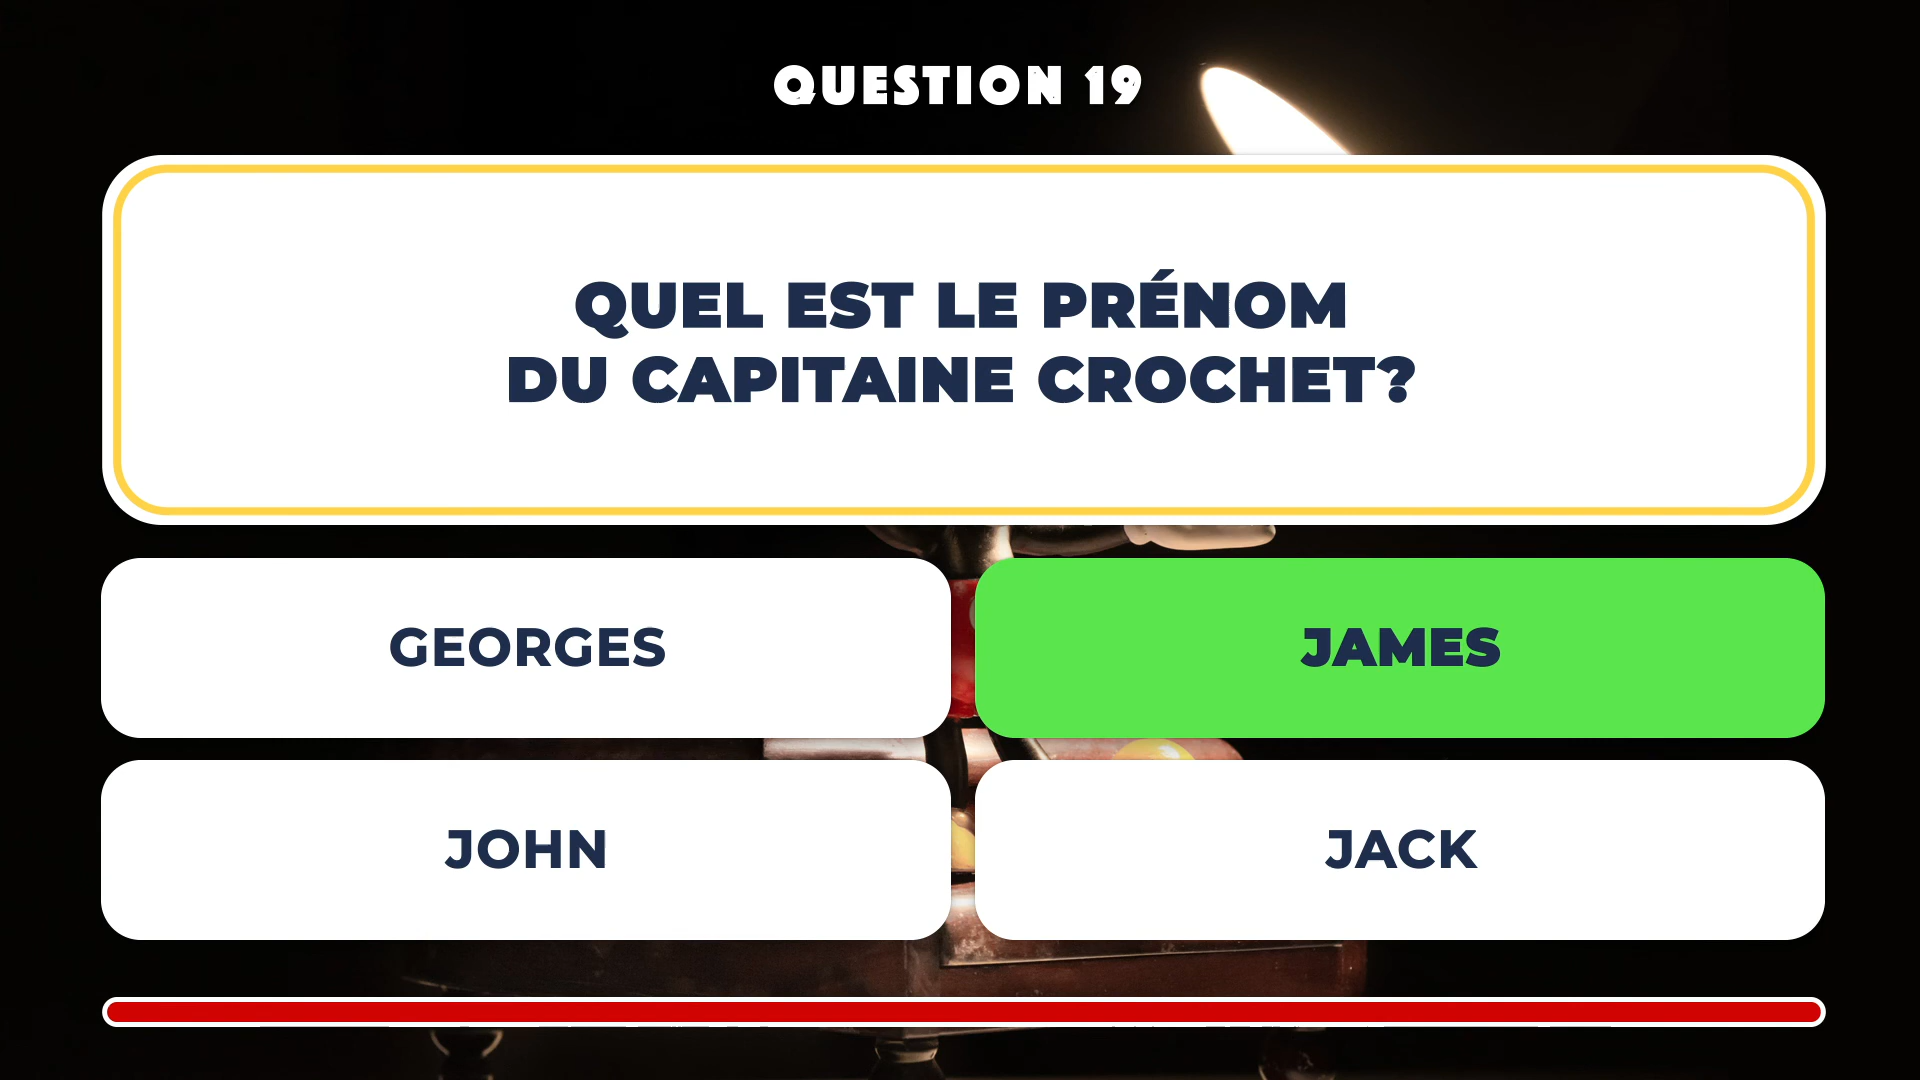 QUESTION 19
QUEL EST LE PRÉNOM
DU CAPITAINE CROCHET?
GEORGES
JAMES
JOHN
JACK